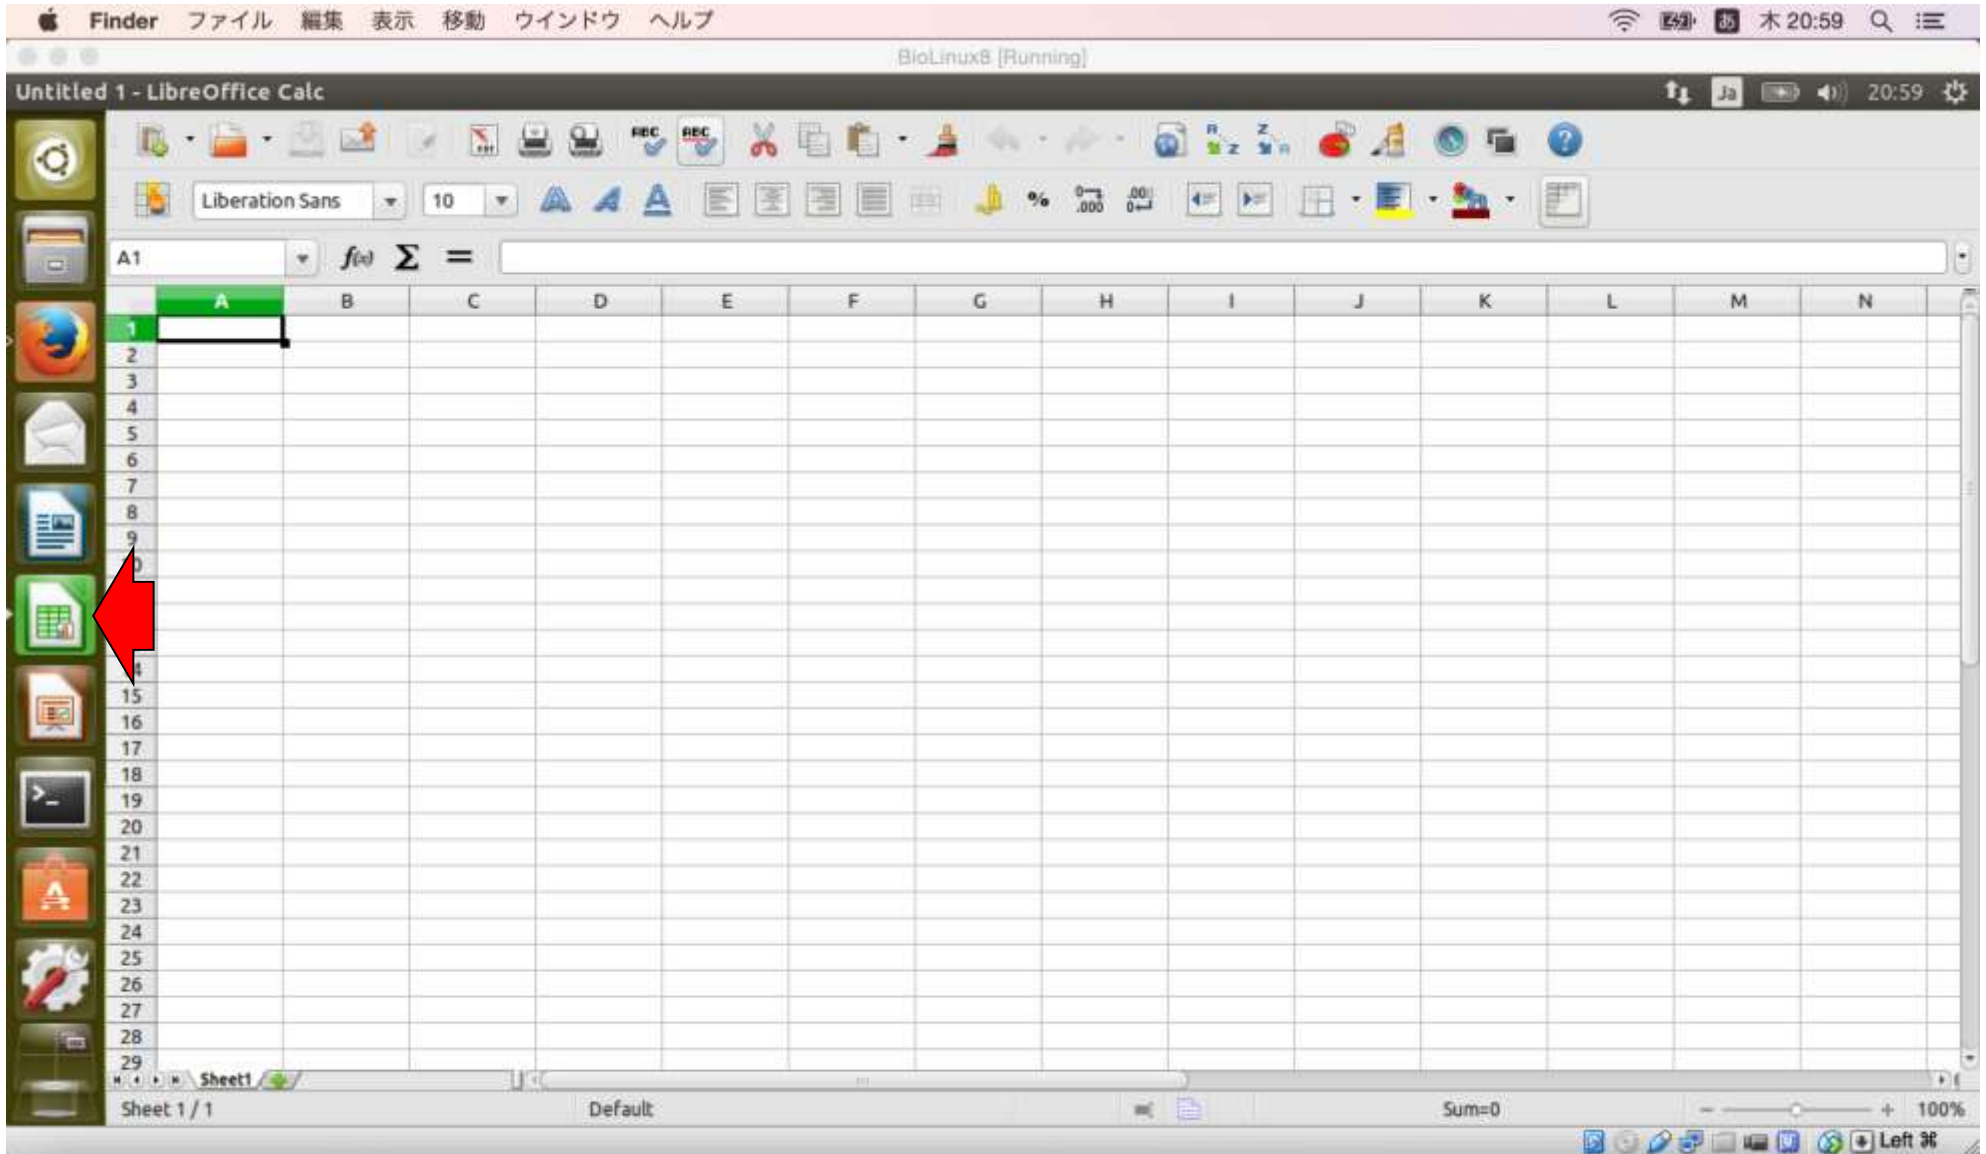 Finder ファイル 編集 表示 移動 ウインドウ ヘルプ あ 木 20:59
BioLinux8 [Running]
Untitled 1 - LibreOffice Calc Ja 20:59
Liberation Sans 10
A1 f(x) Σ =
A B C D E F G H I J K L M N
1
2
3
4
5
6
7
8
9
15
16
17
18
19
20
21
22
23
24
25
26
27
28
29
Sheet1
Sheet 1 / 1 Default Sum=0 100%
Left ⌘